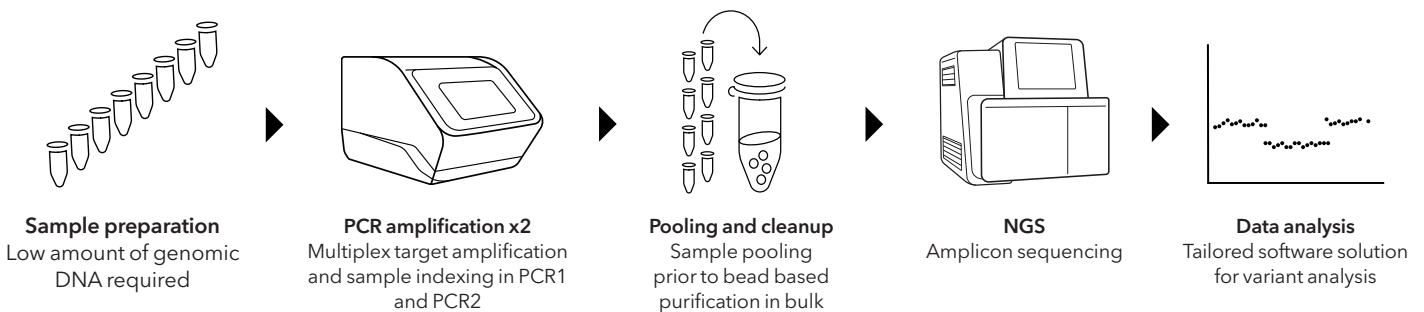 Sample preparation
Low amount of genomic
DNA required
PCR amplification x2
Multiplex target amplification
and sample indexing in PCR1
and PCR2
Pooling and cleanup
Sample pooling
prior to bead based
purification in bulk
NGS
Amplicon sequencing
Data analysis
Tailored software solution
for variant analysis